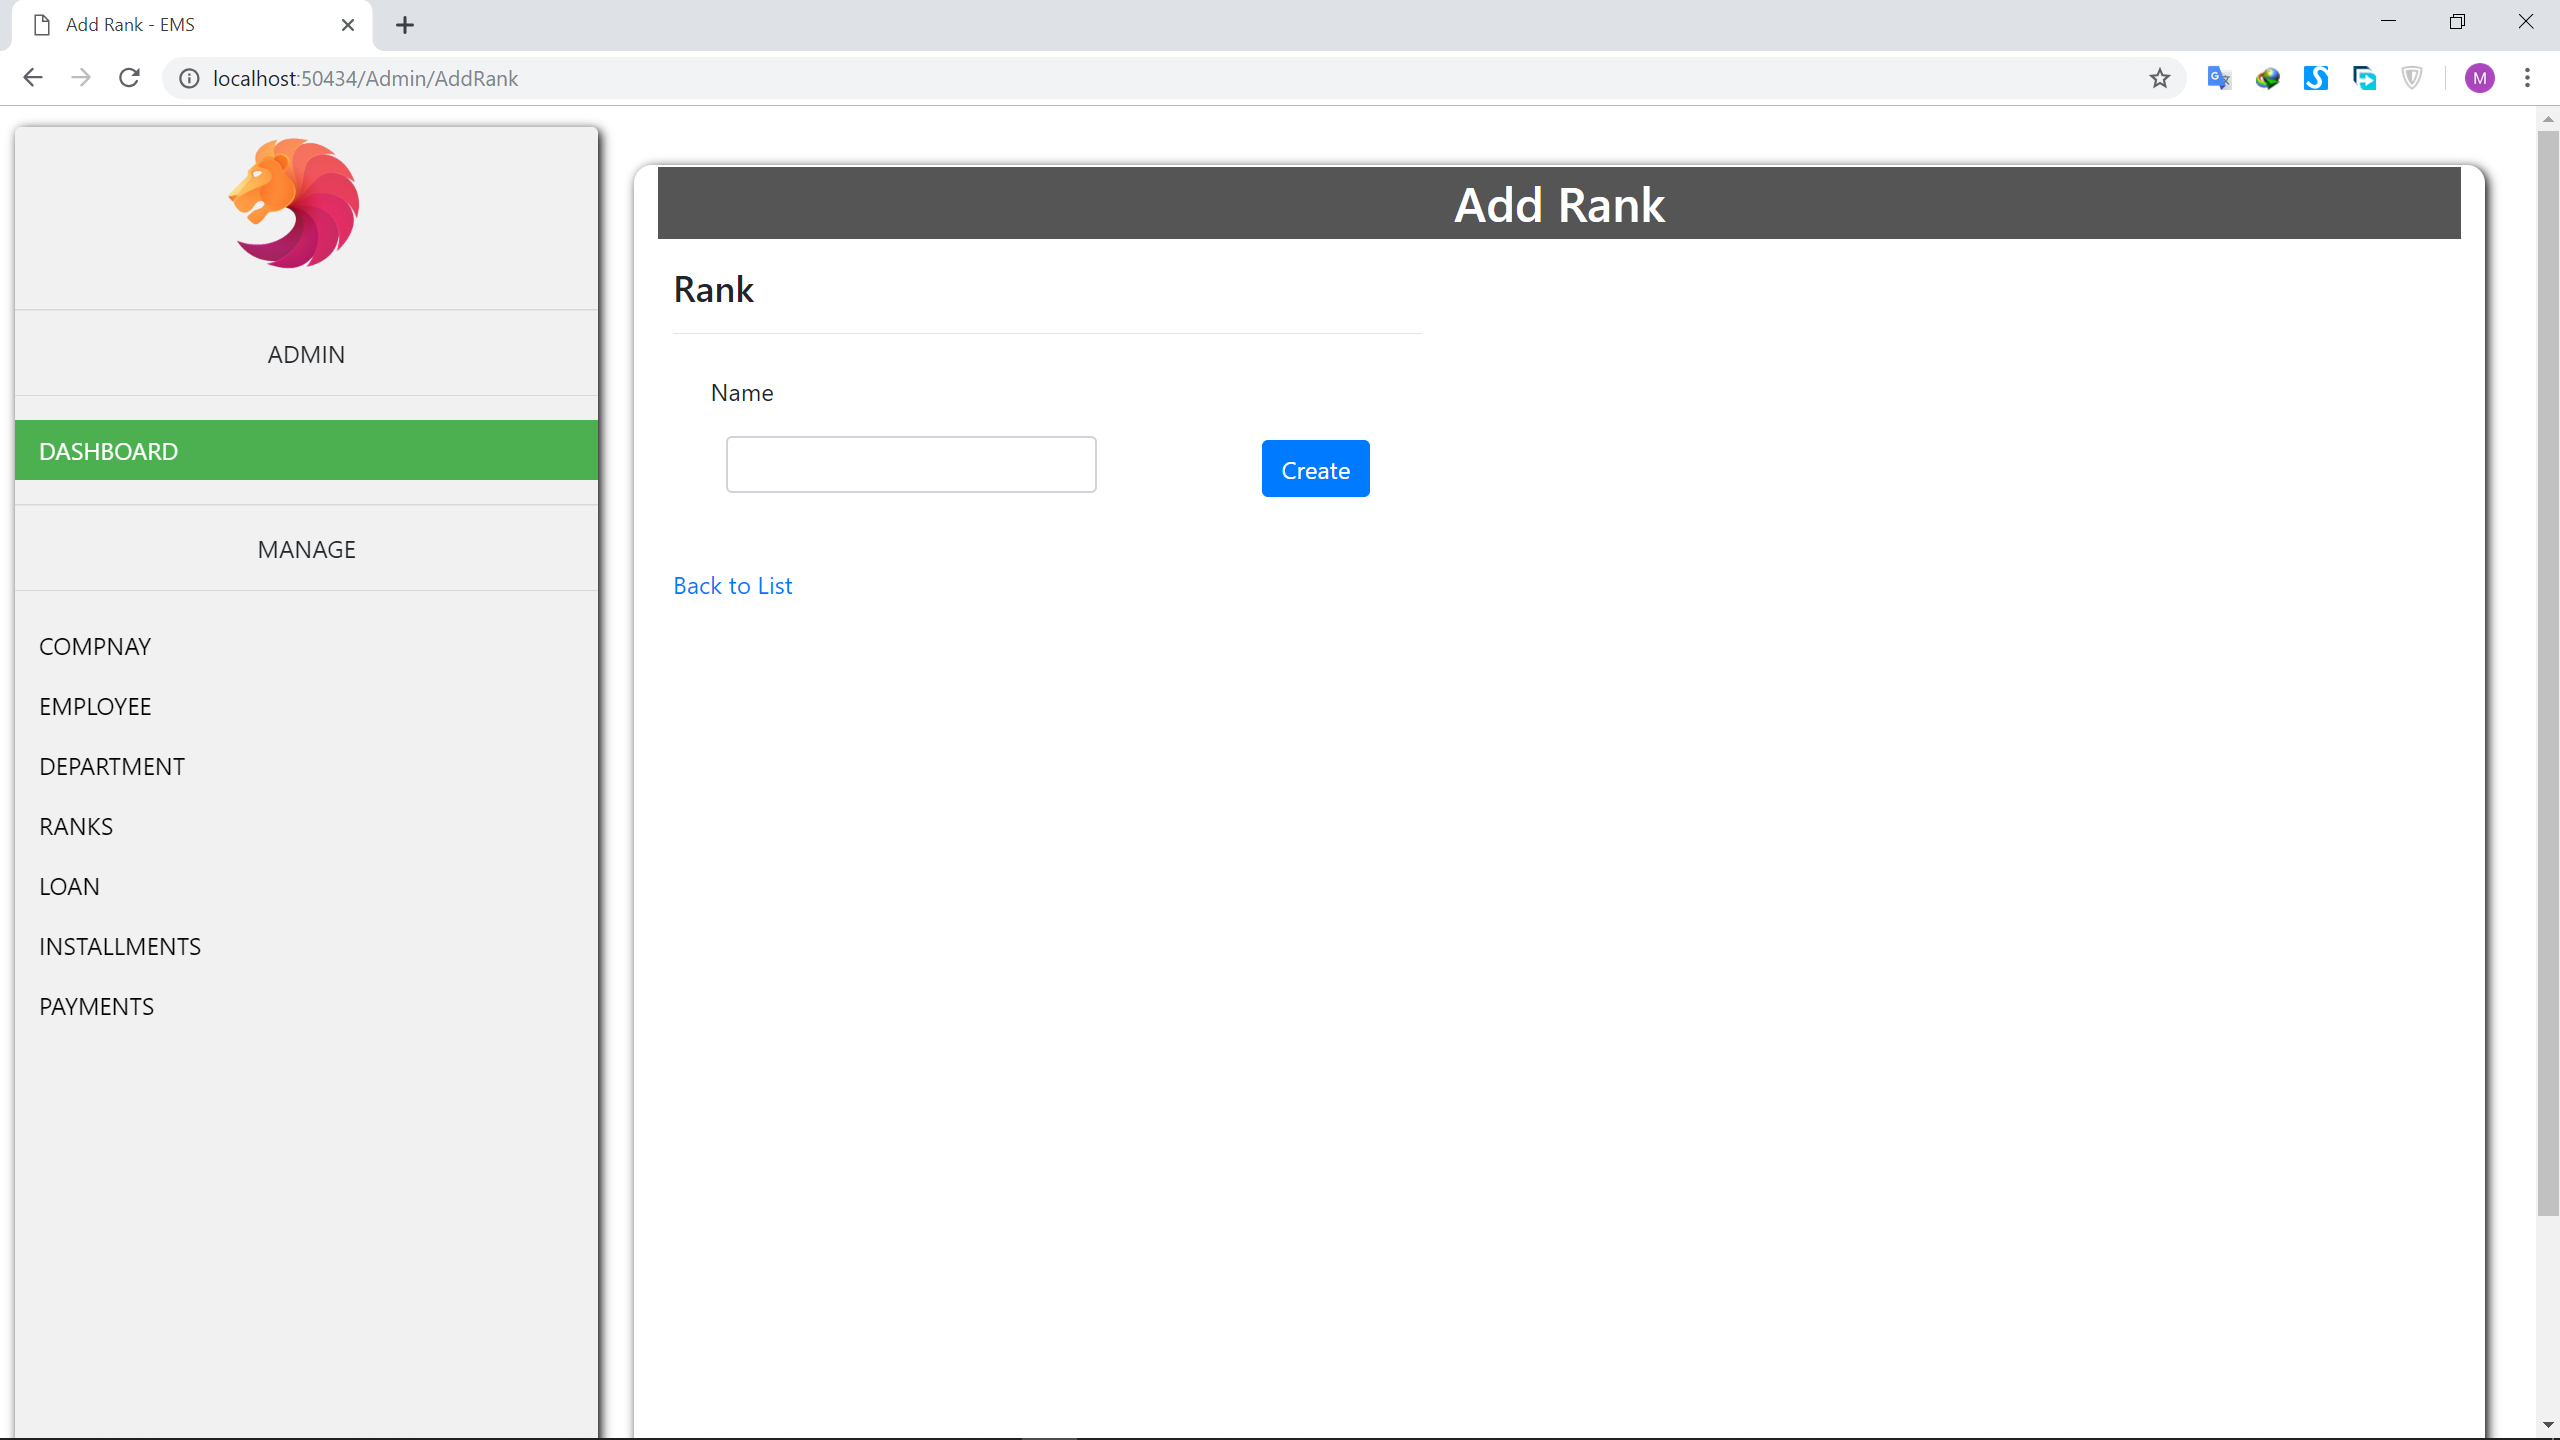 Add Rank - EMS
localhost:50434/Admin/AddRank
M
ADMIN
DASHBOARD
MANAGE
COMPNAY
EMPLOYEE
DEPARTMENT
RANKS
LOAN
INSTALLMENTS
PAYMENTS
Add Rank
Rank
Name
Create
Back to List